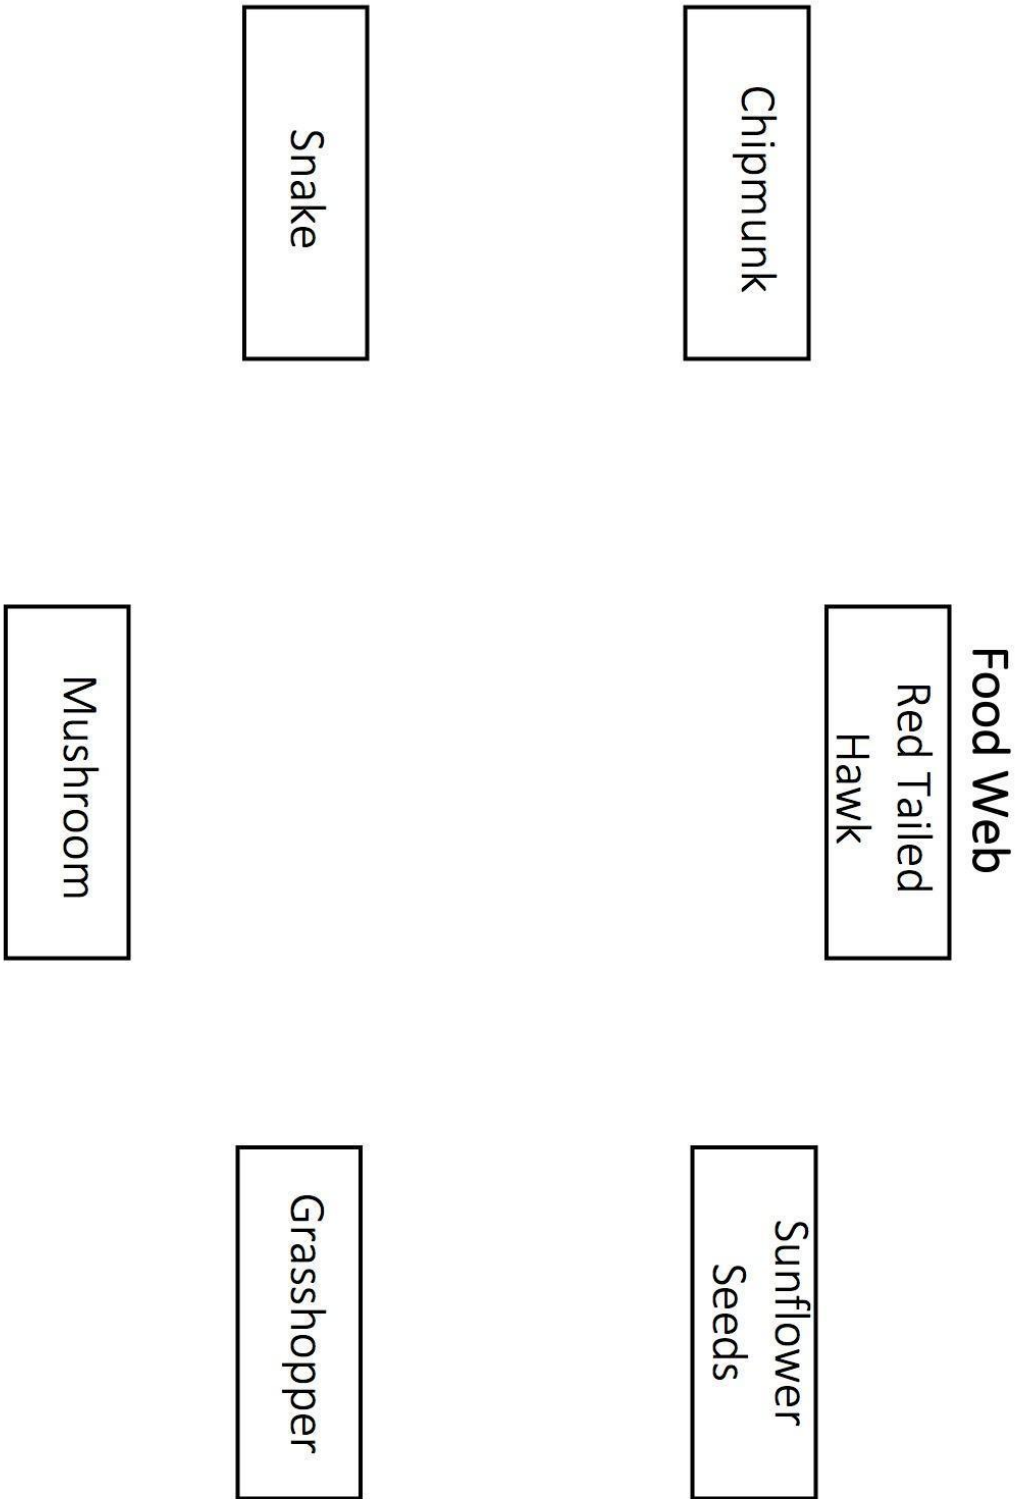 Food Web
Red Tailed
Hawk
Chipmunk
Sunflower
Seeds
Snake
Grasshopper
Mushroom